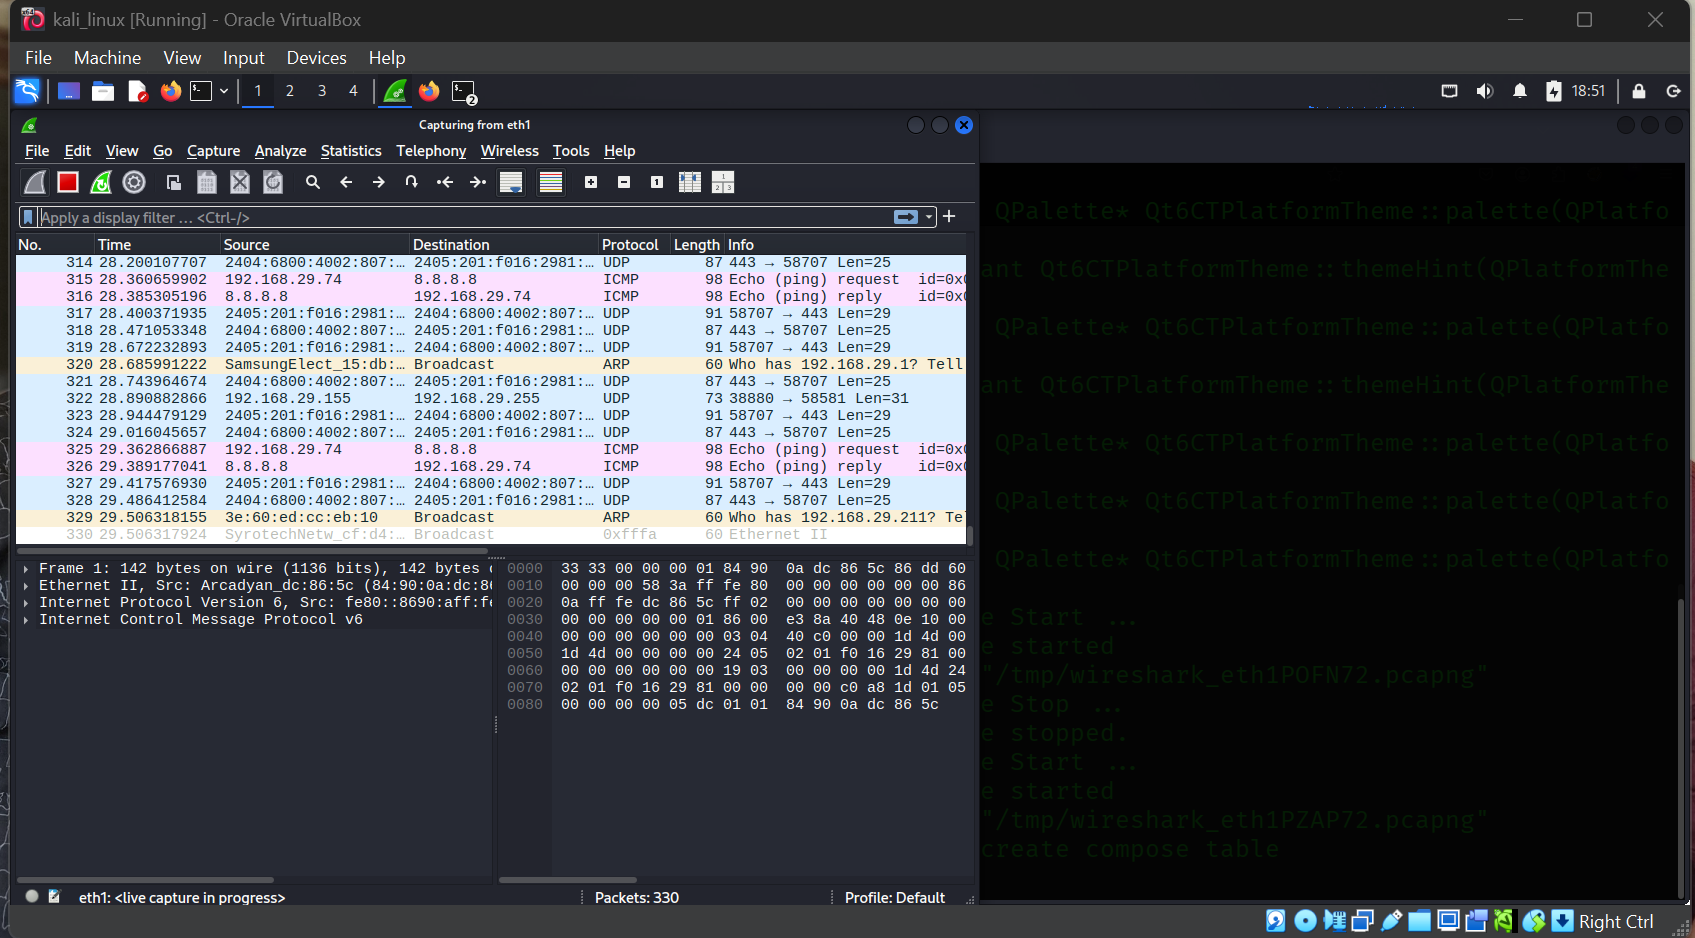 kali_linux [Running] - Oracle VirtualBox
File Machine View Input Devices Help
1 2 3 4 2 18:51
Capturing from eth1
File Edit View Go Capture Analyze Statistics Telephony Wireless Tools Help
Apply a display filter … <Ctrl-/>
No. Time Source Destination Protocol Length Info
314 28.200107707 2404:6800:4002:807:… 2405:201:f016:2981:… UDP 87 443 → 58707 Len=25
315 28.360659902 192.168.29.74 8.8.8.8 ICMP 98 Echo (ping) request id=0x0
316 28.385305196 8.8.8.8 192.168.29.74 ICMP 98 Echo (ping) reply id=0x0
317 28.400371935 2405:201:f016:2981:… 2404:6800:4002:807:… UDP 91 58707 → 443 Len=29
318 28.471053348 2404:6800:4002:807:… 2405:201:f016:2981:… UDP 87 443 → 58707 Len=25
319 28.672232893 2405:201:f016:2981:… 2404:6800:4002:807:… UDP 91 58707 → 443 Len=29
320 28.685991222 SamsungElect_15:db:… Broadcast ARP 60 Who has 192.168.29.1? Tell
321 28.743964674 2404:6800:4002:807:… 2405:201:f016:2981:… UDP 87 443 → 58707 Len=25
322 28.890882866 192.168.29.155 192.168.29.255 UDP 73 38880 → 58581 Len=31
323 28.944479129 2405:201:f016:2981:… 2404:6800:4002:807:… UDP 91 58707 → 443 Len=29
324 29.016045657 2404:6800:4002:807:… 2405:201:f016:2981:… UDP 87 443 → 58707 Len=25
325 29.362866887 192.168.29.74 8.8.8.8 ICMP 98 Echo (ping) request id=0x0
326 29.389177041 8.8.8.8 192.168.29.74 ICMP 98 Echo (ping) reply id=0x0
327 29.417576930 2405:201:f016:2981:… 2404:6800:4002:807:… UDP 91 58707 → 443 Len=29
328 29.486412584 2404:6800:4002:807:… 2405:201:f016:2981:… UDP 87 443 → 58707 Len=25
329 29.506318155 3e:60:ed:cc:eb:10 Broadcast ARP 60 Who has 192.168.29.211? Te
330 29.506317924 SyrotechNetw_cf:d4:… Broadcast 0xfffa 60 Ethernet II
Frame 1: 142 bytes on wire (1136 bits), 142 bytes
Ethernet II, Src: Arcadyan_dc:86:5c (84:90:0a:dc:86
Internet Protocol Version 6, Src: fe80::8690:aff:fe
Internet Control Message Protocol v6
0000 33 33 00 00 00 01 84 90 0a dc 86 5c 86 dd 60
0010 00 00 00 58 3a ff fe 80 00 00 00 00 00 00 86
0020 0a ff fe dc 86 5c ff 02 00 00 00 00 00 00 00
0030 00 00 00 00 00 01 86 00 e3 8a 40 48 0e 10 00
0040 00 00 00 00 00 00 03 04 40 c0 00 00 1d 4d 00
0050 1d 4d 00 00 00 00 24 05 02 01 f0 16 29 81 00
0060 00 00 00 00 00 00 19 03 00 00 00 00 1d 4d 24
0070 02 01 f0 16 29 81 00 00 00 00 c0 a8 1d 01 05
0080 00 00 00 00 05 dc 01 01 84 90 0a dc 86 5c
eth1: <live capture in progress> Packets: 330 Profile: Default
QPalette* Qt6CTPlatformTheme::palette(QPlatfo
ant Qt6CTPlatformTheme::themeHint(QPlatformThe
QPalette* Qt6CTPlatformTheme::palette(QPlatfo
ant Qt6CTPlatformTheme::themeHint(QPlatformThe
QPalette* Qt6CTPlatformTheme::palette(QPlatfo
QPalette* Qt6CTPlatformTheme::palette(QPlatfo
QPalette* Qt6CTPlatformTheme::palette(QPlatfo
e Start ...
e started
"/tmp/wireshark_eth1POFN72.pcapng"
e Stop ...
e stopped.
e Start ...
e started
"/tmp/wireshark_eth1PZAP72.pcapng"
create compose table
Right Ctrl